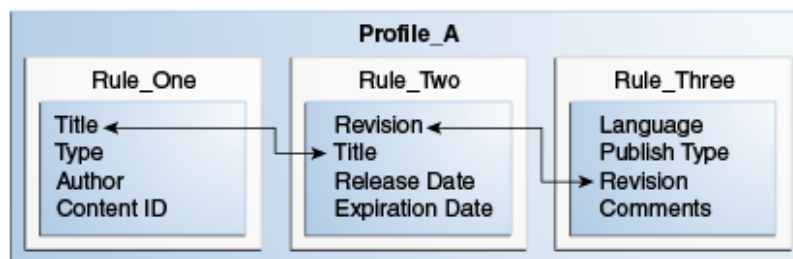 Profile_A
Rule_One
Title
Type
Author
Content ID
Rule_Two
Revision
Title
Release Date
Expiration Date
Rule_Three
Language
Publish Type
Revision
Comments